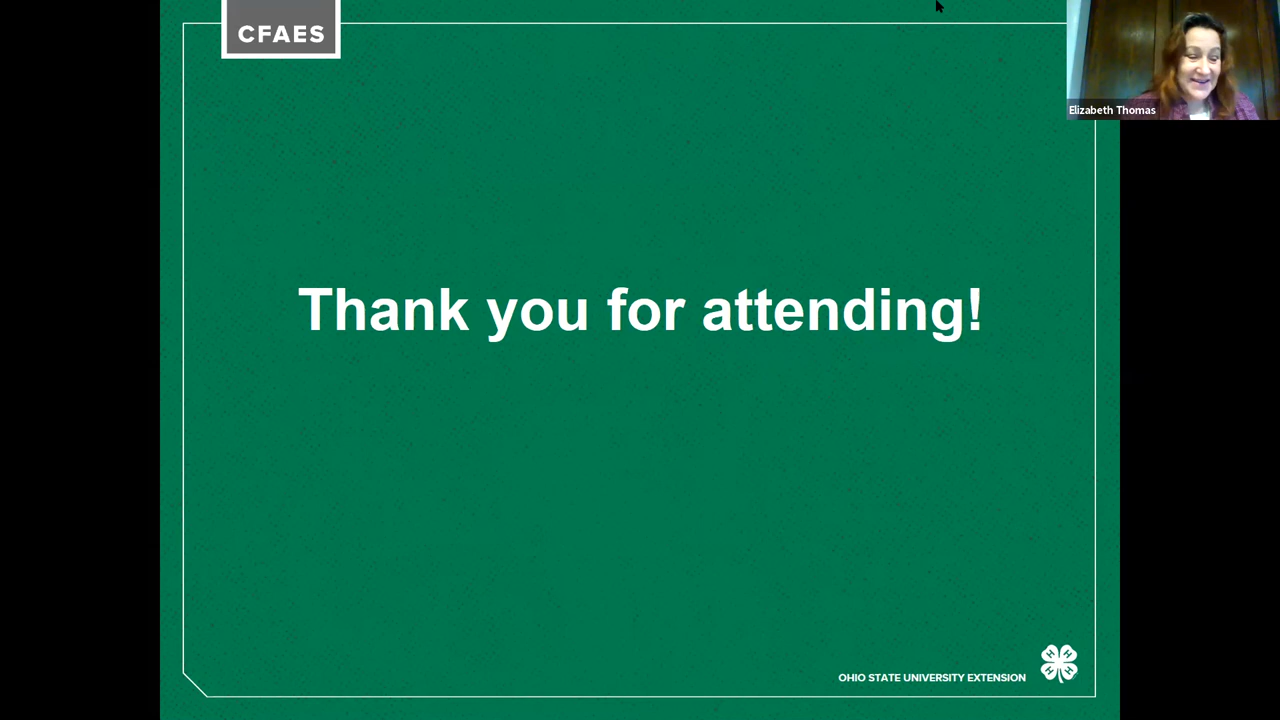 CFAES
Elizabeth Thomas
Thank you for attending!
OHIO STATE UNIVERSITY EXTENSION
H H
H H